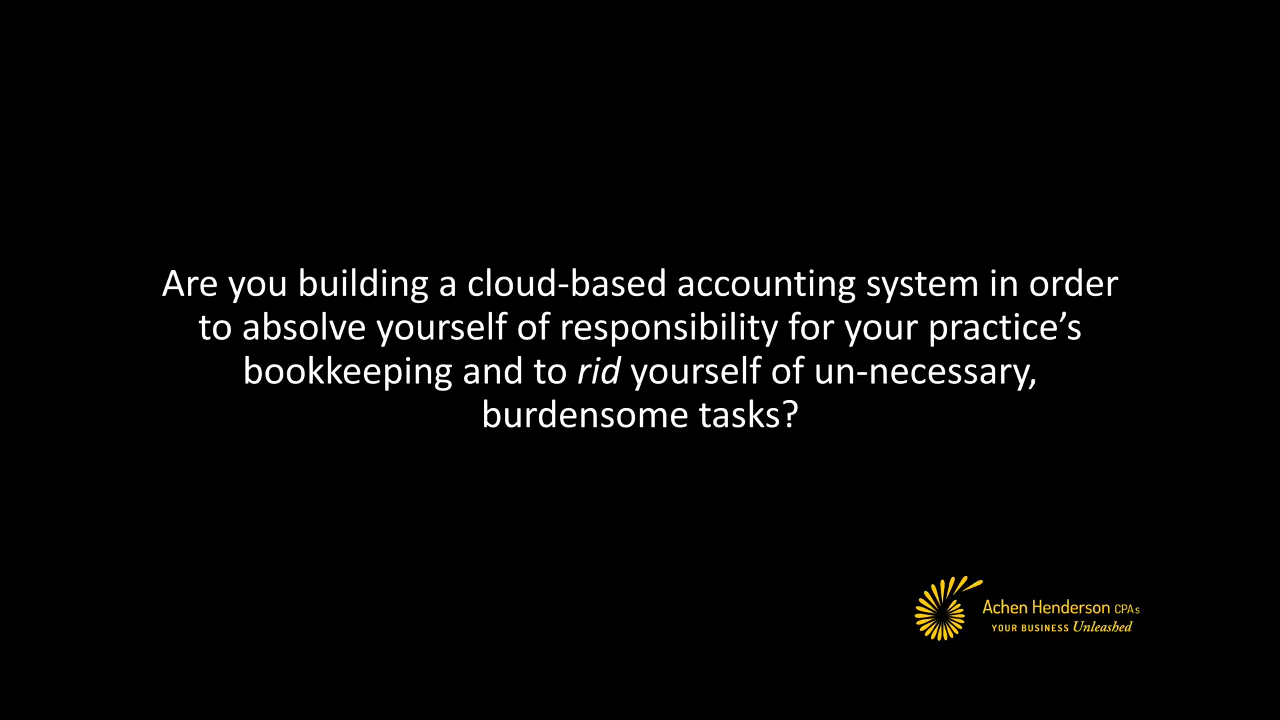 Are you building a cloud-based accounting system in order
to absolve yourself of responsibility for your practice’s
bookkeeping and to rid yourself of un-necessary,
burdensome tasks?
Achen Henderson CPAs
YOUR BUSINESS Unleashed